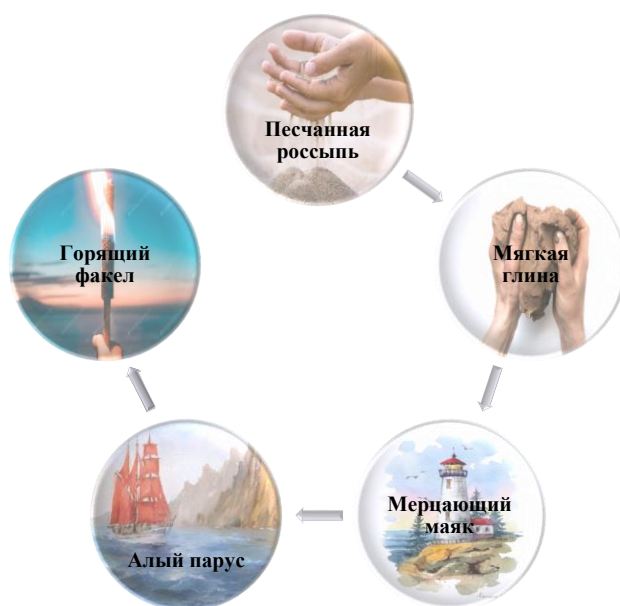 Песчанная
россыпь
Мягкая
глина
Мерцающий
маяк
Алый парус
Горящий
факел